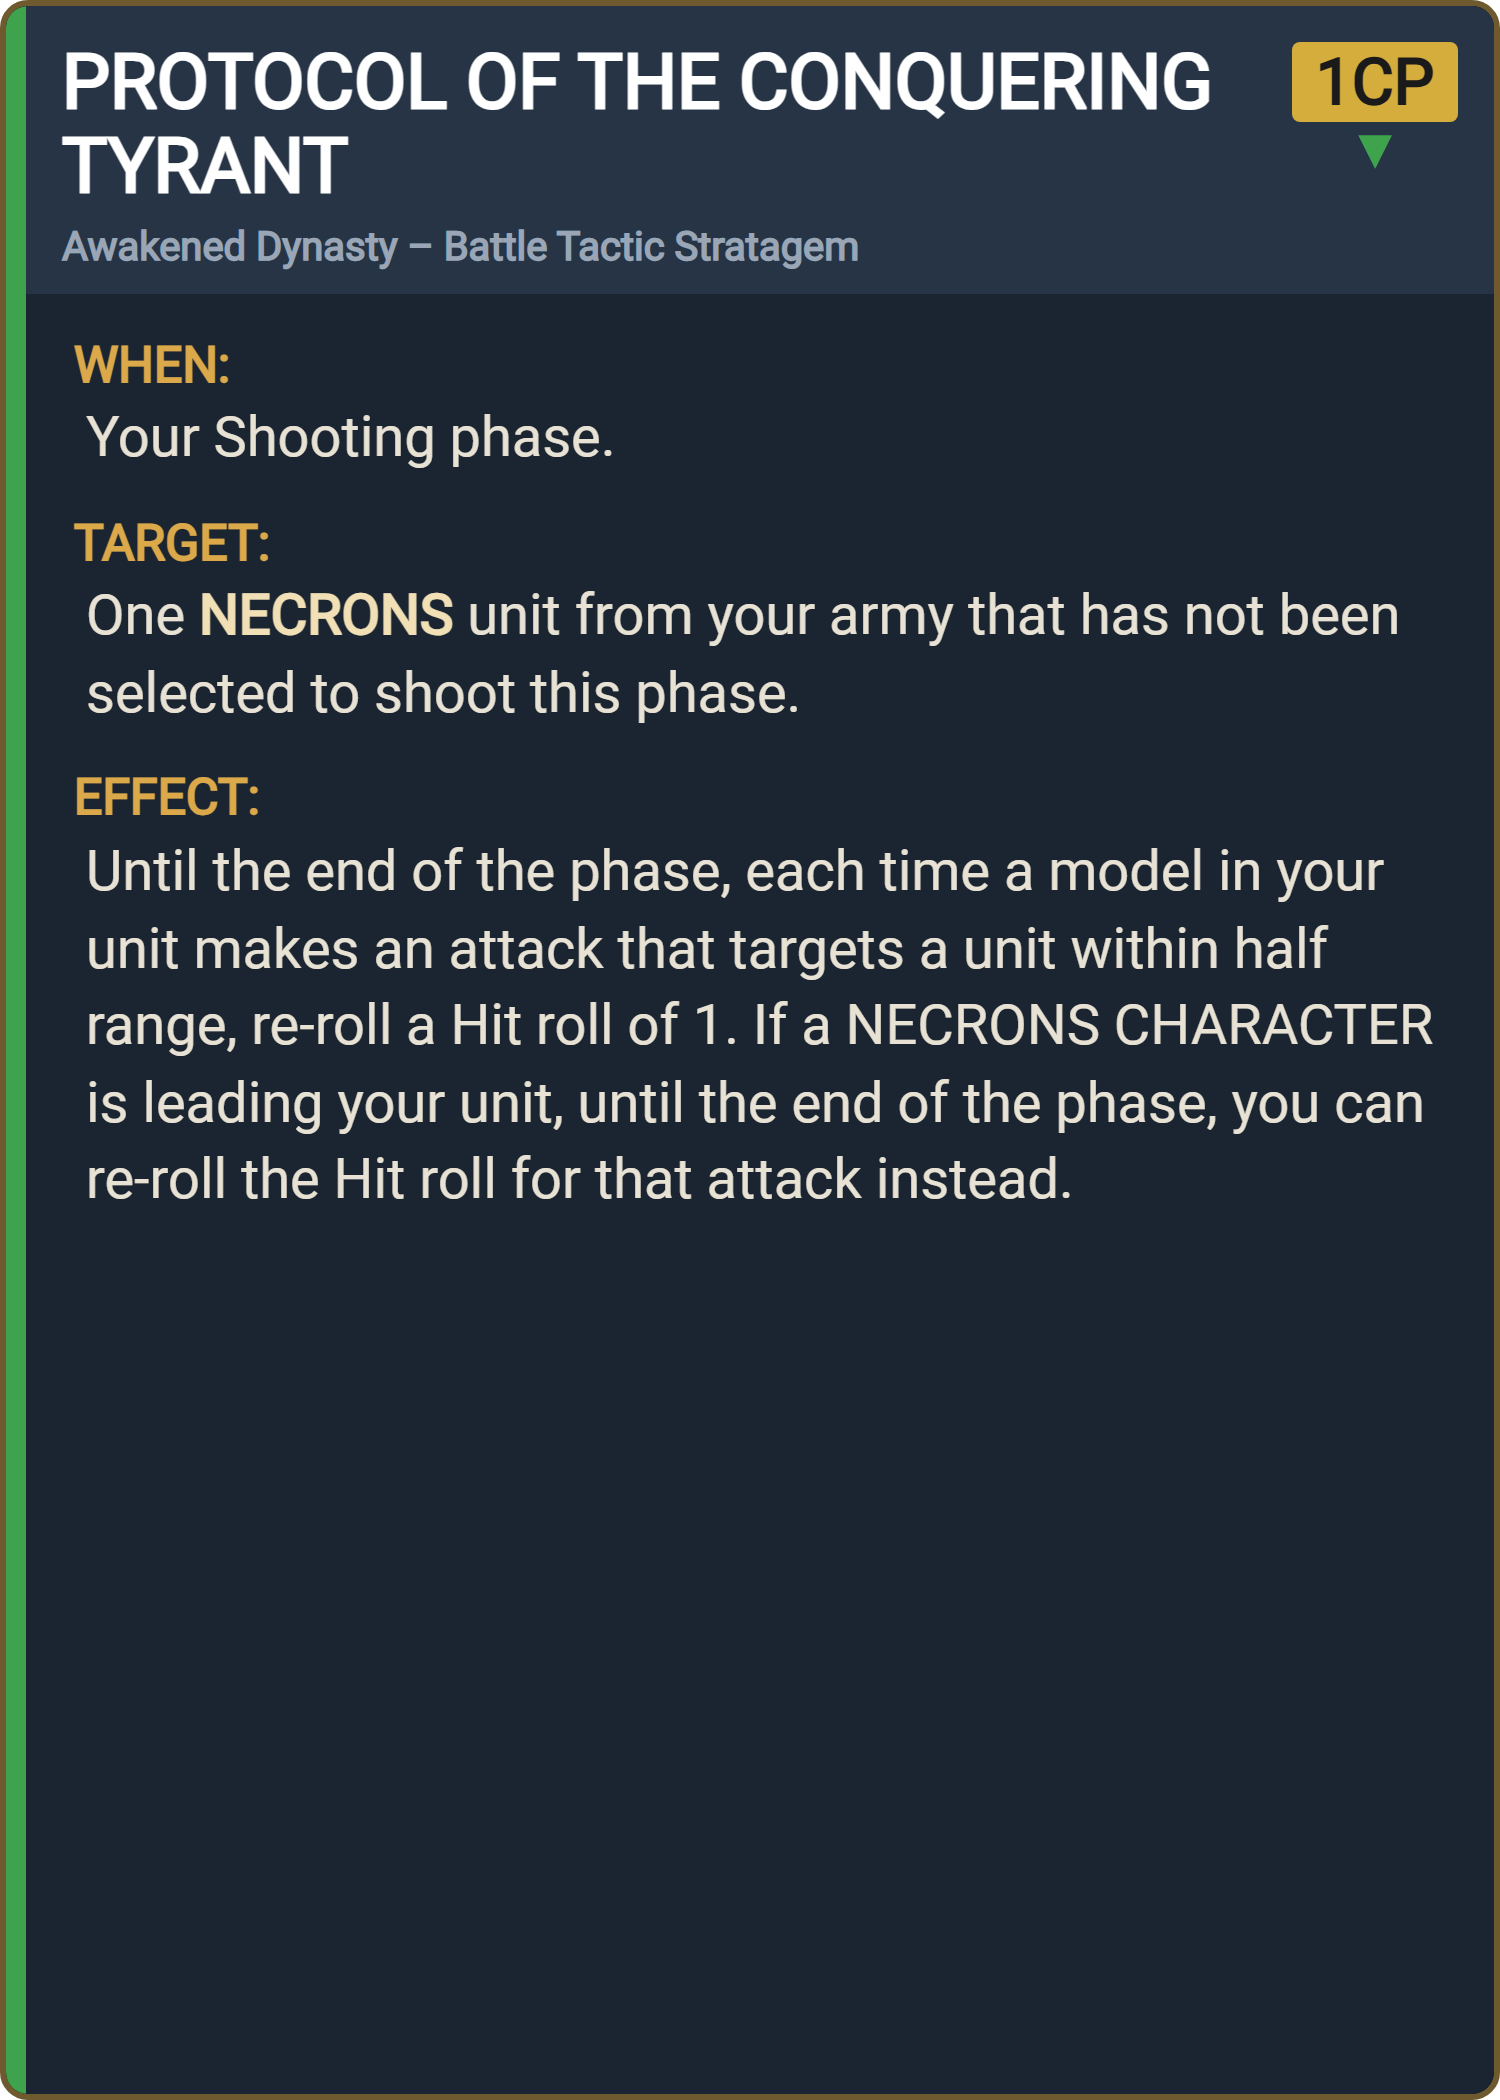 PROTOCOL OF THE CONQUERING
TYRANT
1CP
Awakened Dynasty – Battle Tactic Stratagem
WHEN:
Your Shooting phase.
TARGET:
One NECRONS unit from your army that has not been
selected to shoot this phase.
EFFECT:
Until the end of the phase, each time a model in your
unit makes an attack that targets a unit within half
range, re-roll a Hit roll of 1. If a NECRONS CHARACTER
is leading your unit, until the end of the phase, you can
re-roll the Hit roll for that attack instead.